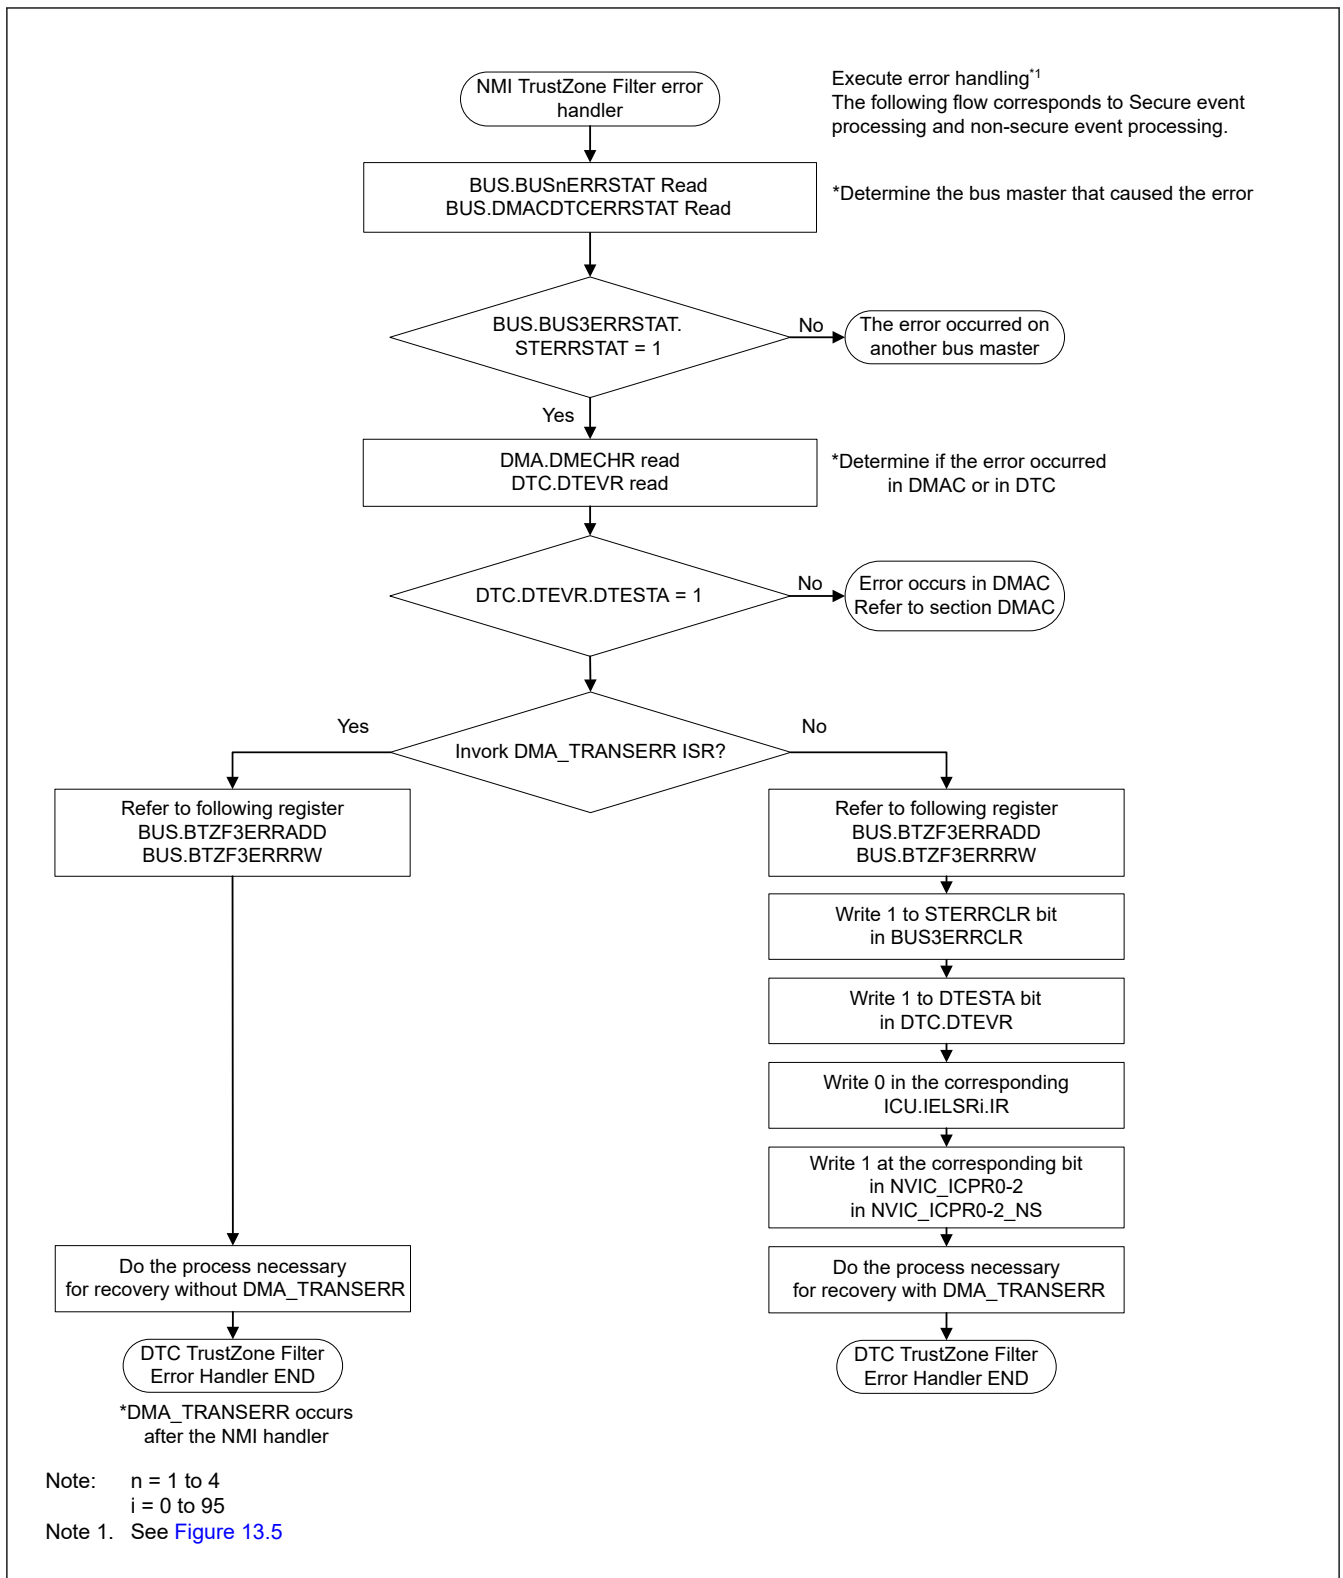 NMI TrustZone Filter error
handler
Execute error handling*1
The following flow corresponds to Secure event
processing and non-secure event processing.
BUS.BUSnERRSTAT Read
BUS.DMACDTCERRSTAT Read
*Determine the bus master that caused the error
BUS.BUS3ERRSTAT.
STERRSTAT = 1
No
The error occurred on
another bus master
Yes
DMA.DMECHR read
DTC.DTEVR read
*Determine if the error occurred
in DMAC or in DTC
DTC.DTEVR.DTESTA = 1
No
Error occurs in DMAC
Refer to section DMAC
Yes
Invork DMA_TRANSERR ISR?
No
Refer to following register
BUS.BTZF3ERRADD
BUS.BTZF3ERRRW
Refer to following register
BUS.BTZF3ERRADD
BUS.BTZF3ERRRW
Write 1 to STERRCLR bit
in BUS3ERRCLR
Write 1 to DTESTA bit
in DTC.DTEVR
Write 0 in the corresponding
ICU.IELSRi.IR
Write 1 at the corresponding bit
in NVIC_ICPR0-2
in NVIC_ICPR0-2_NS
Do the process necessary
for recovery without DMA_TRANSERR
Do the process necessary
for recovery with DMA_TRANSERR
DTC TrustZone Filter
Error Handler END
DTC TrustZone Filter
Error Handler END
*DMA_TRANSERR occurs
after the NMI handler
Note: n = 1 to 4
i = 0 to 95
Note 1. See Figure 13.5